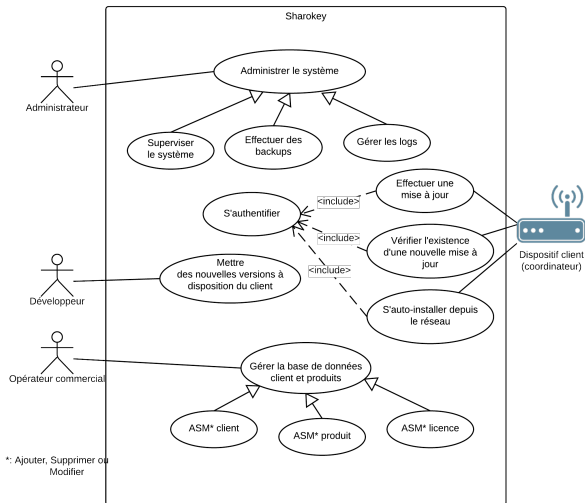 Sharokey
Administrer le système
Administrateur
Superviser
le système
Effectuer des
backups
Gérer les logs
Effectuer une
mise à jour
<include>
S'authentifier
<include>
Vérifier l'existence
d'une nouvelle mise à
jour
Dispositif client
(coordinateur)
<include>
Mettre
des nouvelles versions à
disposition du client
Développeur
S'auto-installer depuis
le réseau
Opérateur commercial
Gérer la base de données
client et produits
ASM* client
ASM* produit
ASM* licence
*: Ajouter, Supprimer ou
Modifier